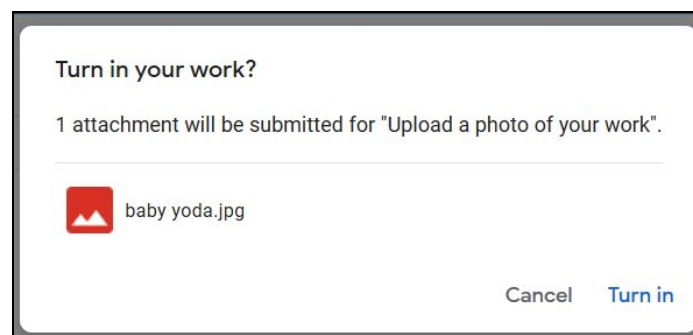 Turn in your work?
1 attachment will be submitted for "Upload a photo of your work".
baby yoda.jpg
Cancel Turn in